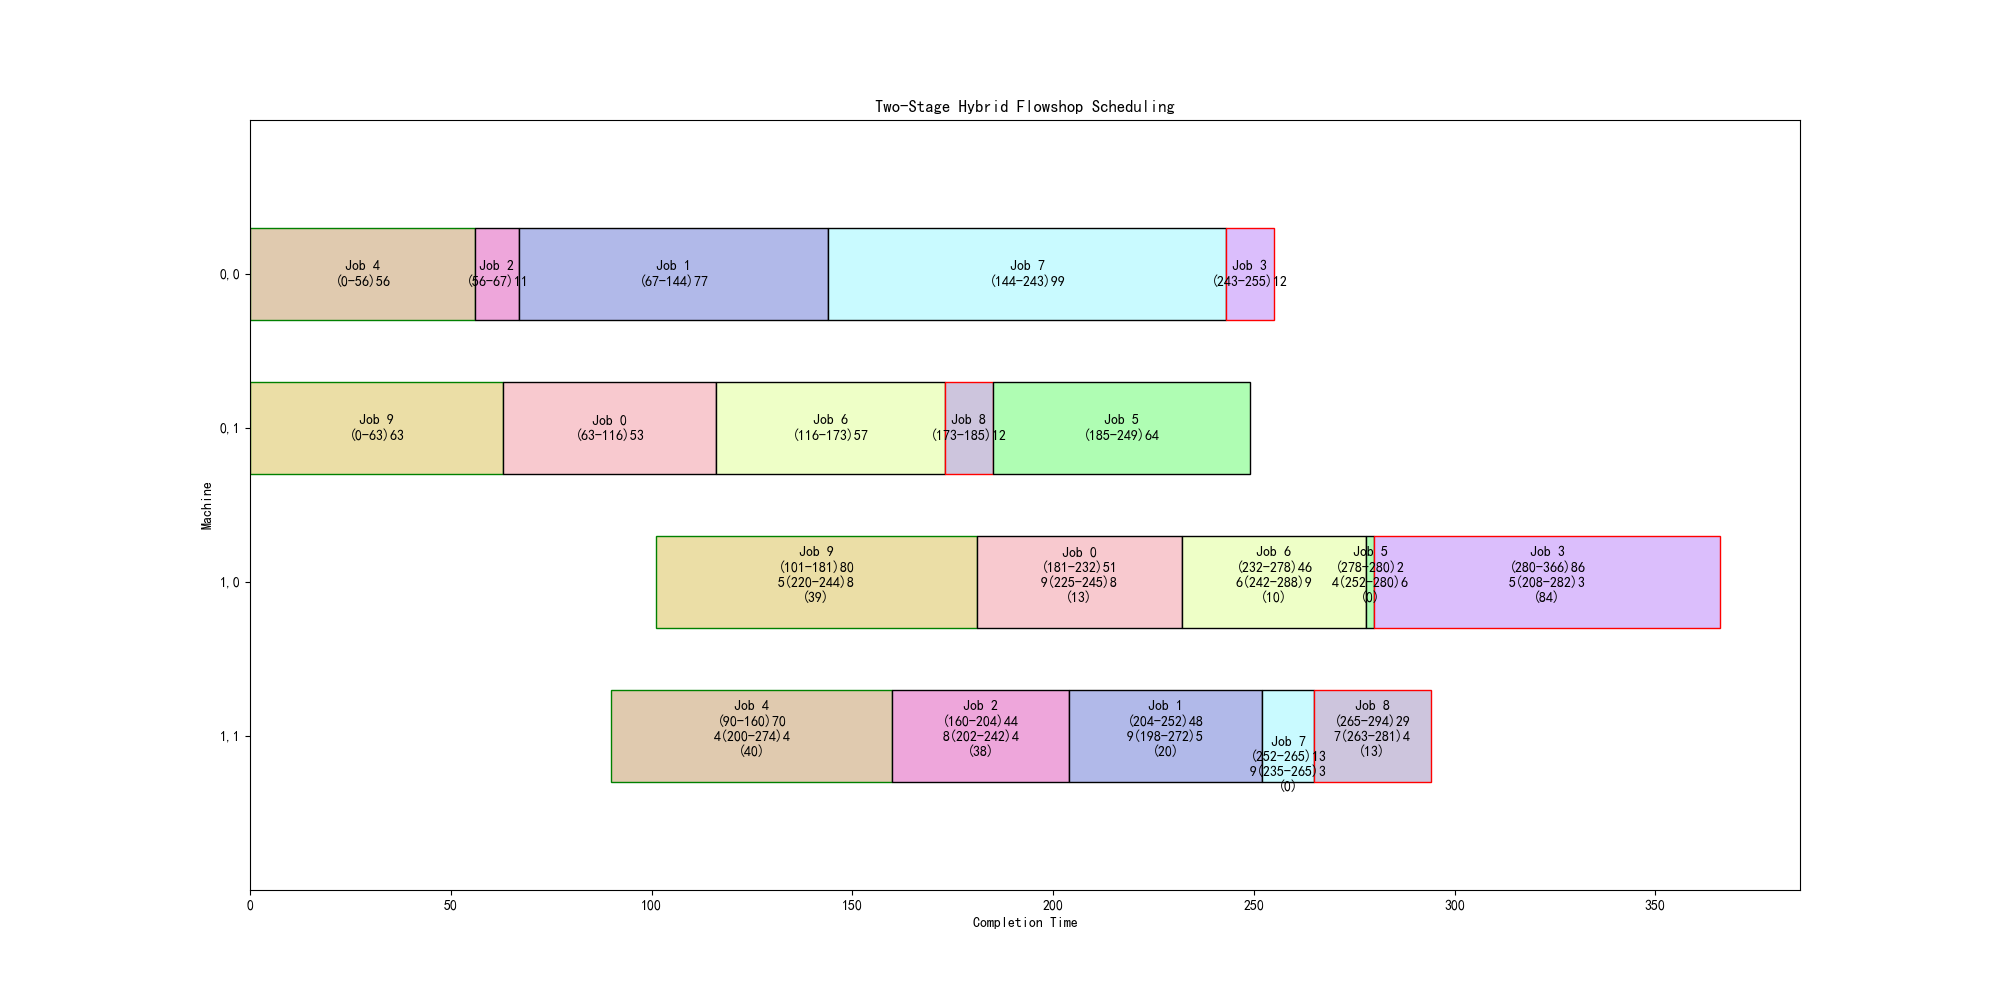 Two-Stage Hybrid Flowshop Scheduling
0,0
Job 4
(0-56)56
Job 2
(56-67)11
Job 1
(67-144)77
Job 7
(144-243)99
Job 3
(243-255)12
0,1
Job 9
(0-63)63
Job 0
(63-116)53
Job 6
(116-173)57
Job 8
(173-185)12
Job 5
(185-249)64
Machine
1,0
Job 9
(101-181)80
5(220-244)8
(39)
Job 0
(181-232)51
9(225-245)8
(13)
Job 6
(232-278)46
6(242-288)9
(10)
Job 5
(278-280)2
4(252-280)6
(0)
Job 3
(280-366)86
5(208-282)3
(84)
1,1
Job 4
(90-160)70
4(200-274)4
(40)
Job 2
(160-204)44
8(202-242)4
(38)
Job 1
(204-252)48
9(198-272)5
(20)
Job 7
(252-265)13
9(235-265)3
(0)
Job 8
(265-294)29
7(263-281)4
(13)
0 50 100 150 200 250 300 350
Completion Time